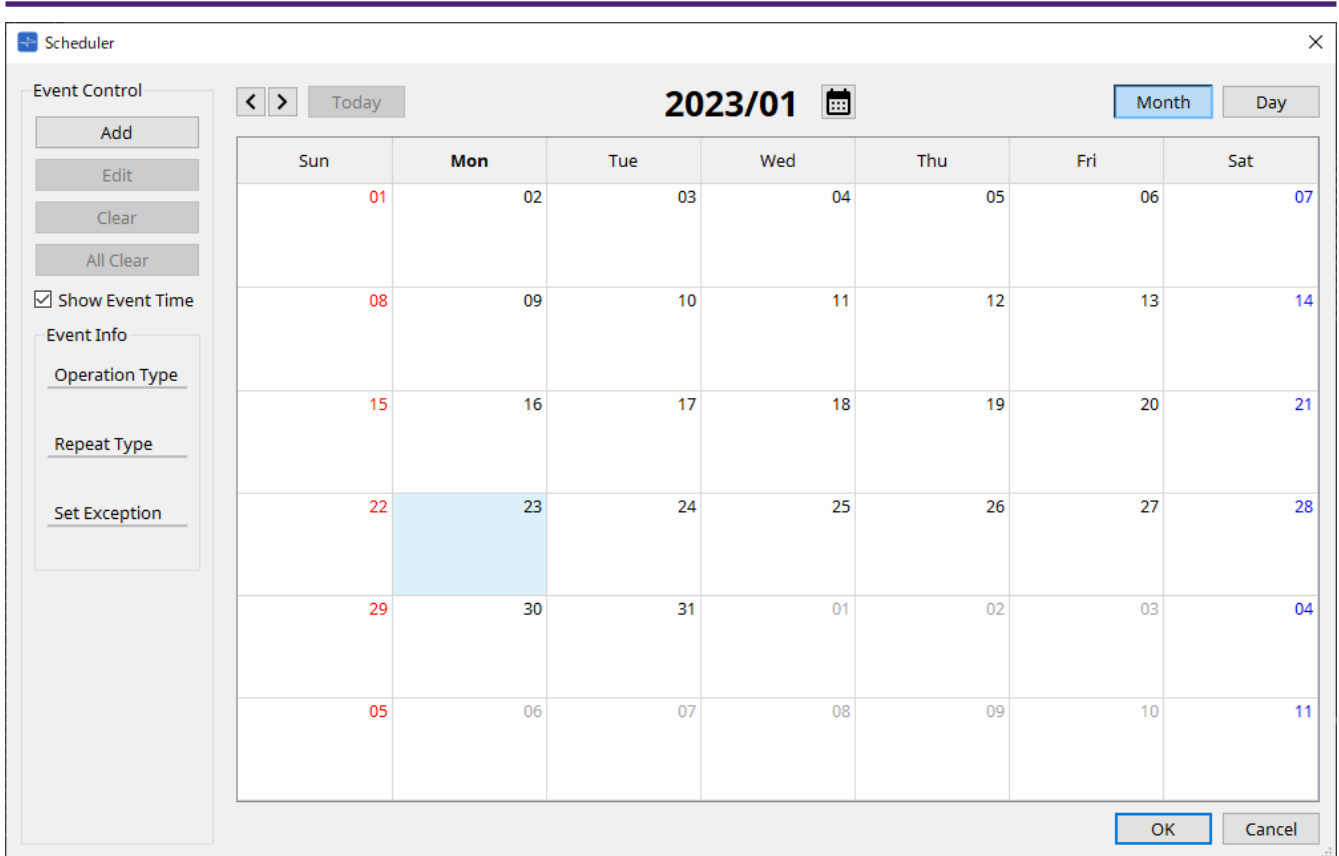 Scheduler
Event Control
Add
Edit
Clear
All Clear
Show Event Time
Event Info
Operation Type
Repeat Type
Set Exception
Today
2023/01
Month Day
Sun Mon Tue Wed Thu Fri Sat
01 02 03 04 05 06 07
08 09 10 11 12 13 14
15 16 17 18 19 20 21
22 23 24 25 26 27 28
29 30 31 01 02 03 04
05 06 07 08 09 10 11
OK Cancel